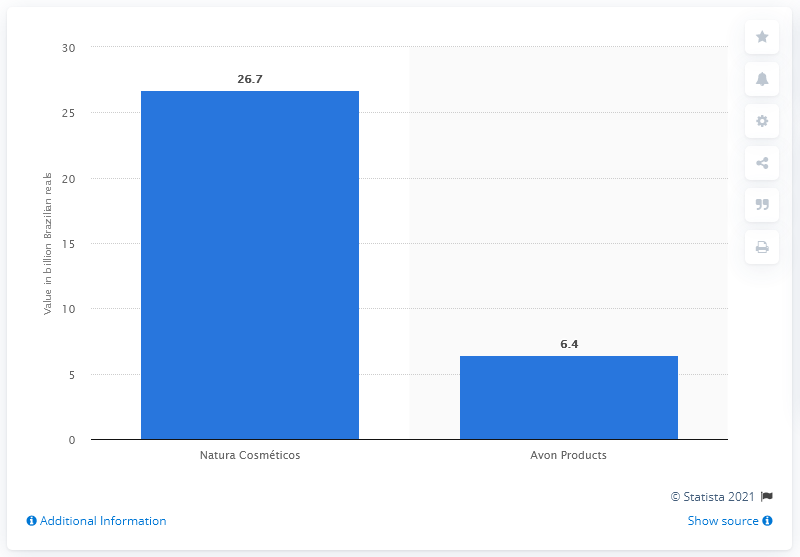 30
26.7
25
20
15
10
6.4
5
0
Value in billion Brazilian reals
Natura Cosméticos
Avon Products
© Statista 2021
Additional Information
Show source